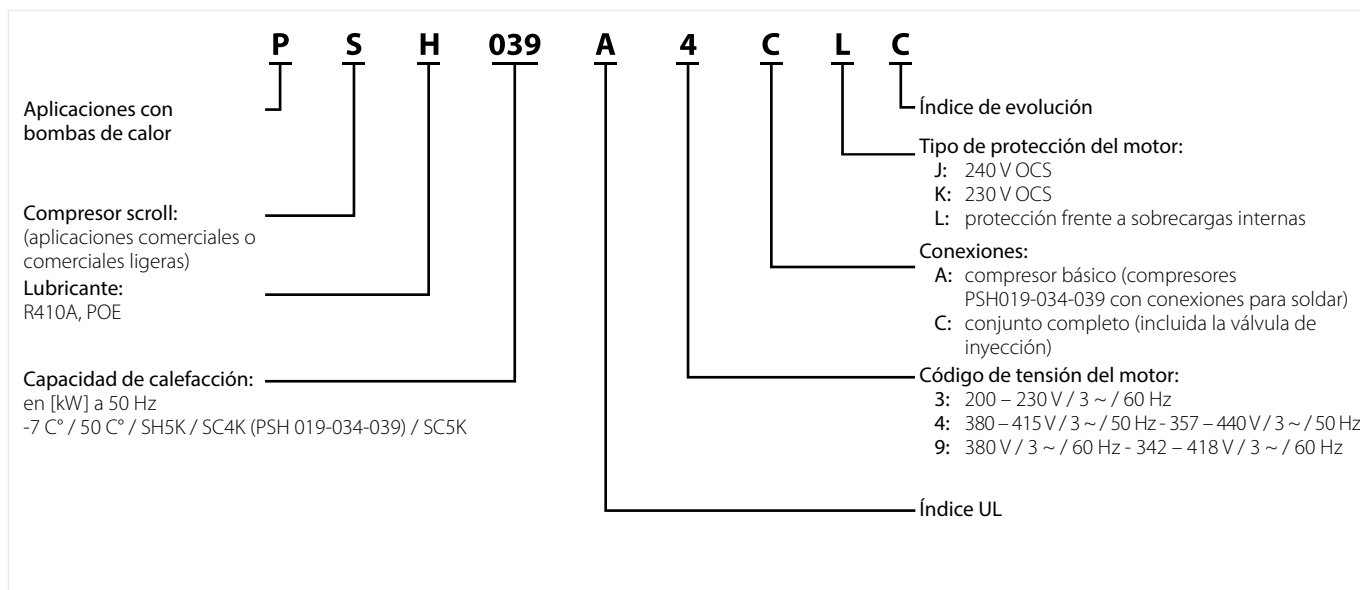 P S H 039 A 4 C L C
Aplicaciones con
bombas de calor
Compresor scroll:
(aplicaciones comerciales o
comerciales ligeras)
Lubricante:
R410A, POE
Capacidad de calefacción:
en [kW] a 50 Hz
-7 C° / 50 C° / SH5K / SC4K (PSH 019-034-039) / SC5K
Índice de evolución
Tipo de protección del motor:
J: 240 V OCS
K: 230 V OCS
L: protección frente a sobrecargas internas
Conexiones:
A: compresor básico (compresores
PSH019-034-039 con conexiones para soldar)
C: conjunto completo (incluida la válvula de
inyección)
Código de tensión del motor:
3: 200 – 230 V / 3 ~ / 60 Hz
4: 380 – 415 V / 3 ~ / 50 Hz - 357 – 440 V / 3 ~ / 50 Hz
9: 380 V / 3 ~ / 60 Hz - 342 – 418 V / 3 ~ / 60 Hz
Índice UL